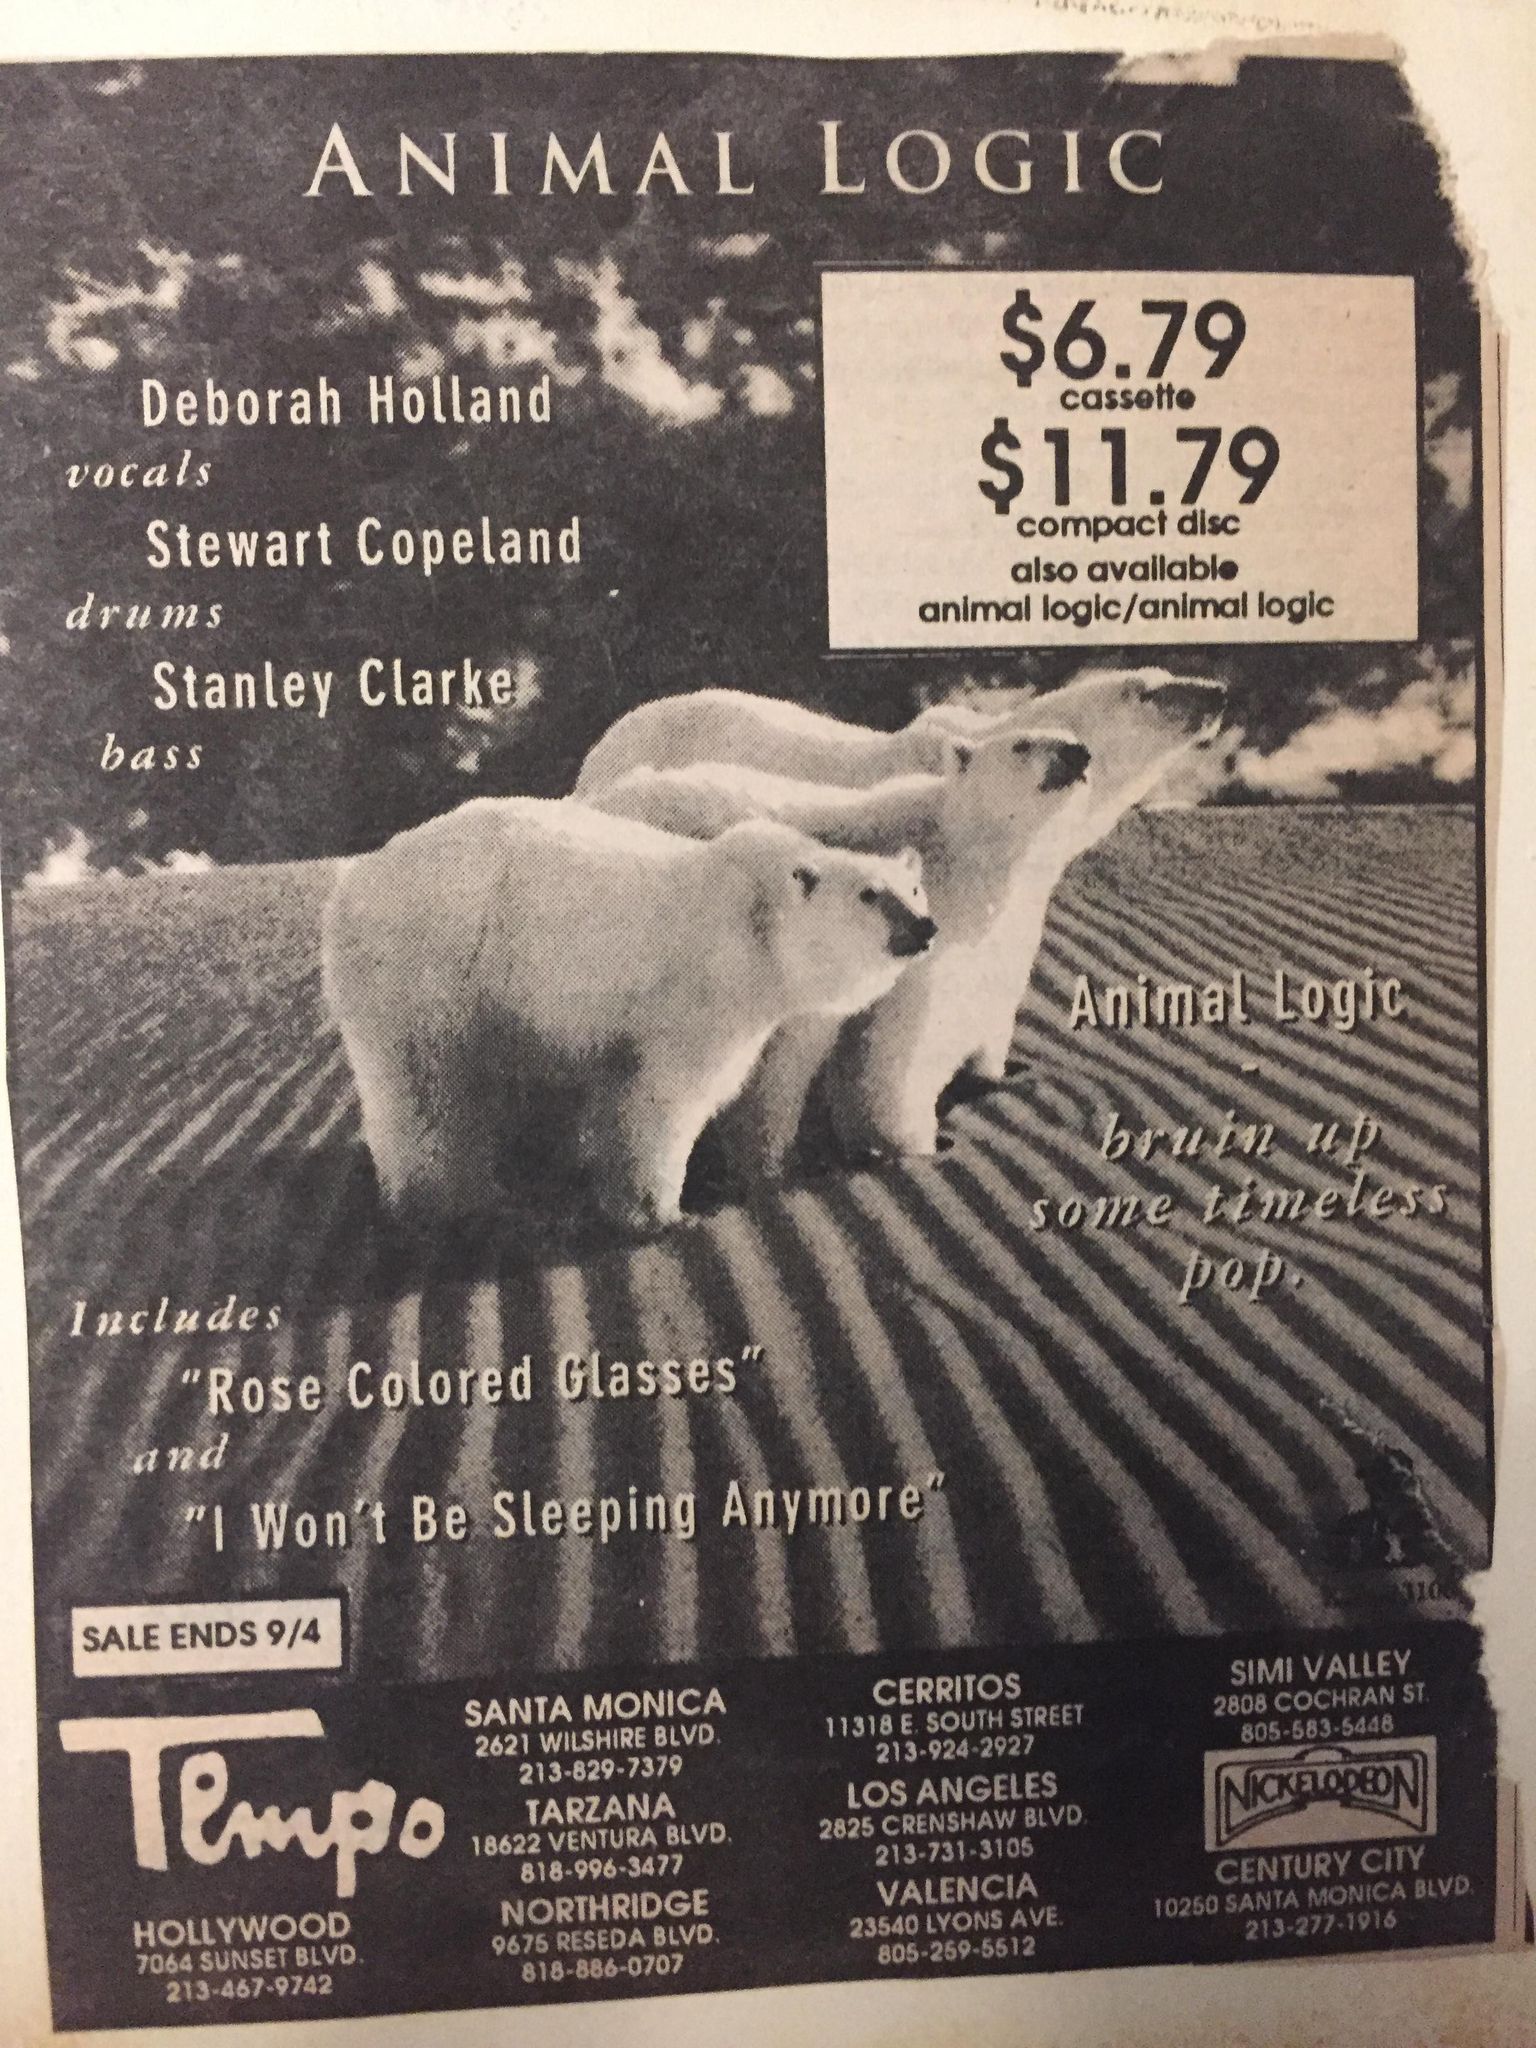 ANIMAL LOGIC
Deborah Holland
vocals
Stewart Copeland
drums
Stanley Clarke
bass
$6.79
cassette
$11.79
compact disc
also available
animal logic/animal logic
Animal Logic
-
bruin up
some timeless
pop.
Includes
"Rose Colored Glasses"
and
"I Won't Be Sleeping Anymore"
SALE ENDS 9/4
Tempo
HOLLYWOOD
7064 SUNSET BLVD.
213-467-9742
SANTA MONICA
2621 WILSHIRE BLVD.
213-829-7379
TARZANA
18622 VENTURA BLVD.
818-996-3477
NORTHRIDGE
9675 RESEDA BLVD.
818-886-0707
CERRITOS
11318 E. SOUTH STREET
213-924-2927
LOS ANGELES
2825 CRENSHAW BLVD.
213-731-3105
VALENCIA
23540 LYONS AVE.
805-259-5512
SIMI VALLEY
2808 COCHRAN ST.
805-583-5448
NICKELODEON
CENTURY CITY
10250 SANTA MONICA BLVD.
213-277-1916